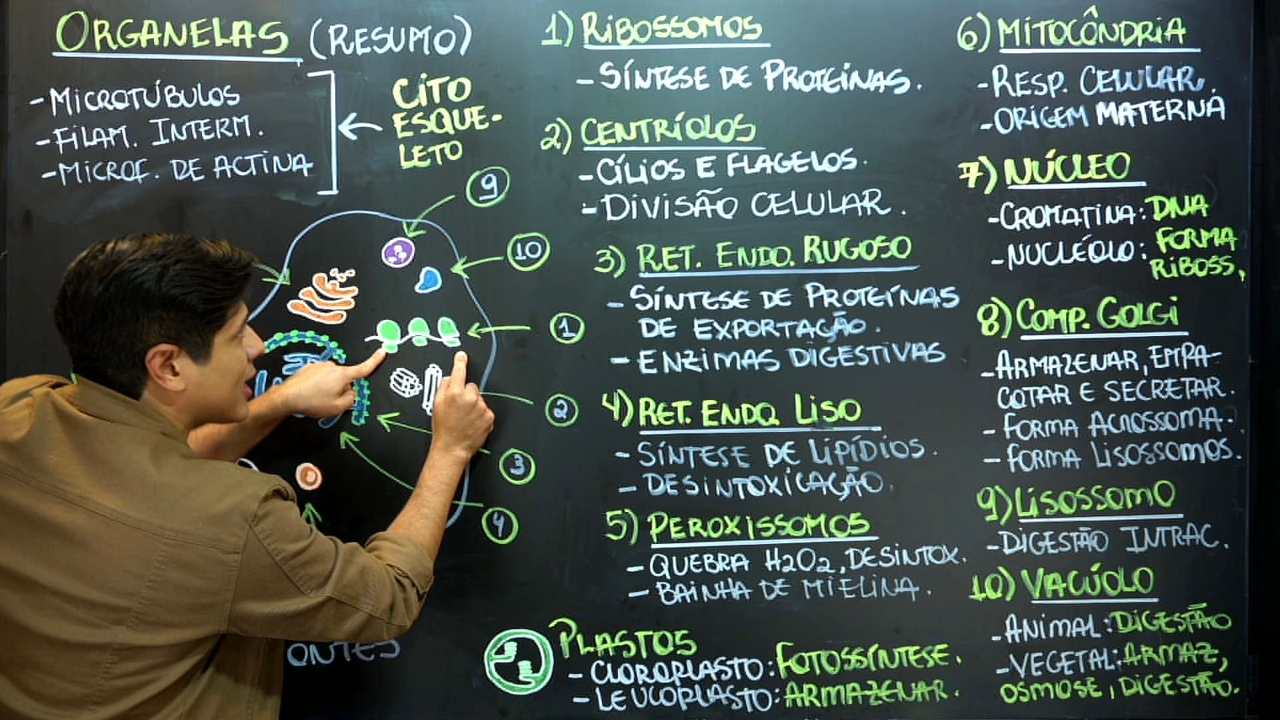 ORGANELAS (RESUMO)
- MICROTÚBULOS
- FILAM. INTERM.
- MICROF. DE ACTINA
CITO
ESQUE-
LETO
9
10
1
2
3
4
ONTES
1) RIBOSSOMOS
- SÍNTESE DE PROTEÍNAS.
2) CENTRÍOLOS
- CÍLIOS E FLAGELOS.
- DIVISÃO CELULAR.
3) RET. ENDO. RUGOSO
- SÍNTESE DE PROTEÍNAS
DE EXPORTAÇÃO.
- ENZIMAS DIGESTIVAS
4) RET. ENDO. LISO
- SÍNTESE DE LIPÍDIOS.
- DESINTOXICAÇÃO.
5) PEROXISSOMOS
- QUEBRA H2O2, DESINTOX.
- BAINHA DE MIELINA.
PLASTOS
- CLOROPLASTO: FOTOSSÍNTESE.
- LEUCOPLASTO: ARMAZENAR.
6) MITOCÔNDRIA
- RESP. CELULAR.
- ORIGEM MATERNA
7) NÚCLEO
- CROMATINA: DNA
- NUCLÉOLO: FORMA
RIBOSS.
8) COMP. GOLGI
- ARMAZENAR, EMPA-
COTAR E SECRETAR.
- FORMA ACROSSOMA.
- FORMA LISOSSOMOS.
9) LISOSSOMO
- DIGESTÃO INTRAC.
10) VACÚOLO
- ANIMAL: DIGESTÃO
- VEGETAL: ARMAZ,
OSMOSE, DIGESTÃO.